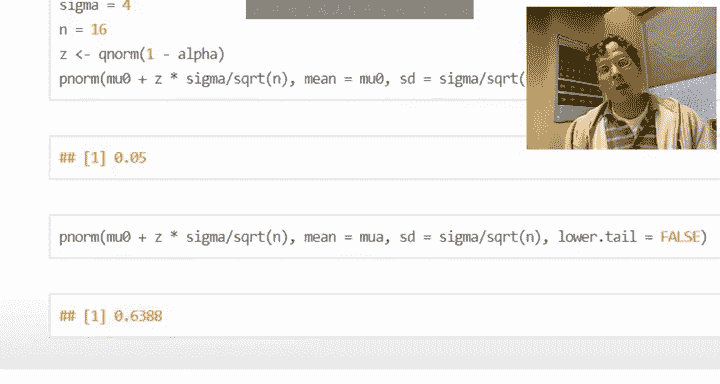 sigma = 4
n = 16
z <- qnorm(1 - alpha)
pnorm(mu0 + z * sigma/sqrt(n), mean = mu0, sd = sigma/sqrt(
## [1] 0.05
pnorm(mu0 + z * sigma/sqrt(n), mean = mua, sd = sigma/sqrt(n), lower.tail = FALSE)
## [1] 0.6388